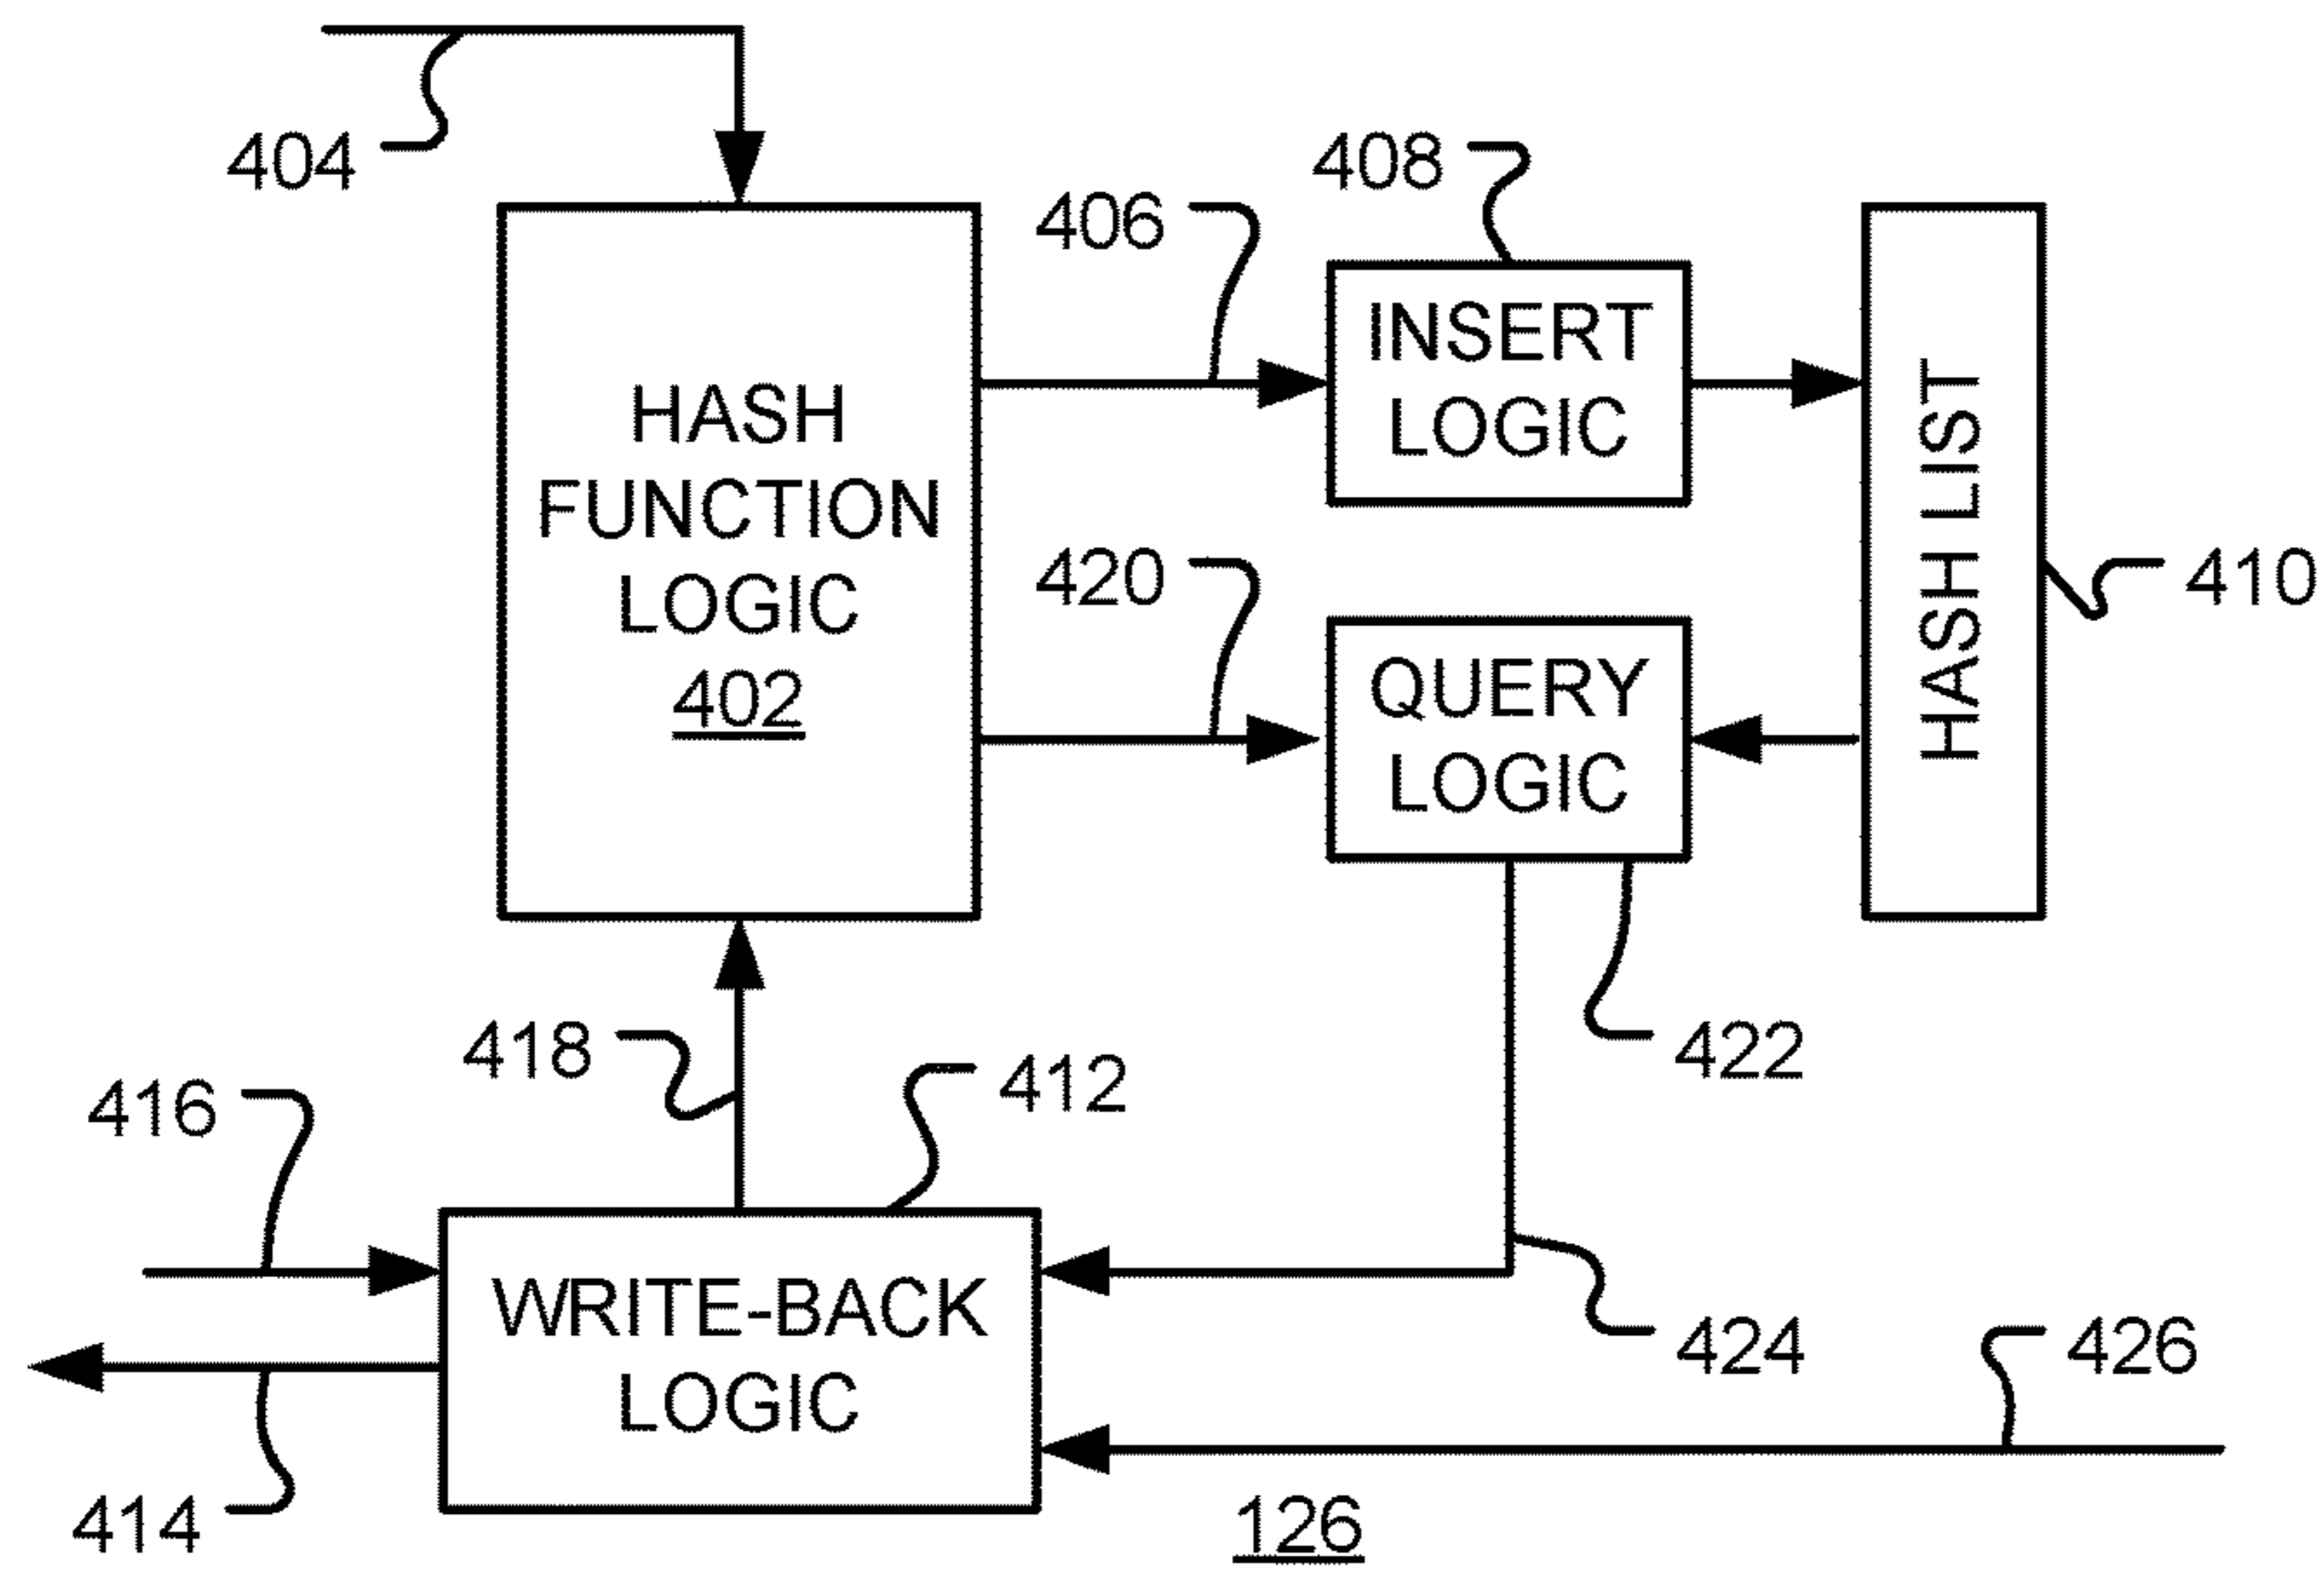 404
408
406
INSERT
LOGIC
HASH
FUNCTION
LOGIC
402
HASH LIST
410
420
QUERY
LOGIC
422
418
412
416
WRITE-BACK
LOGIC
424
426
414
126